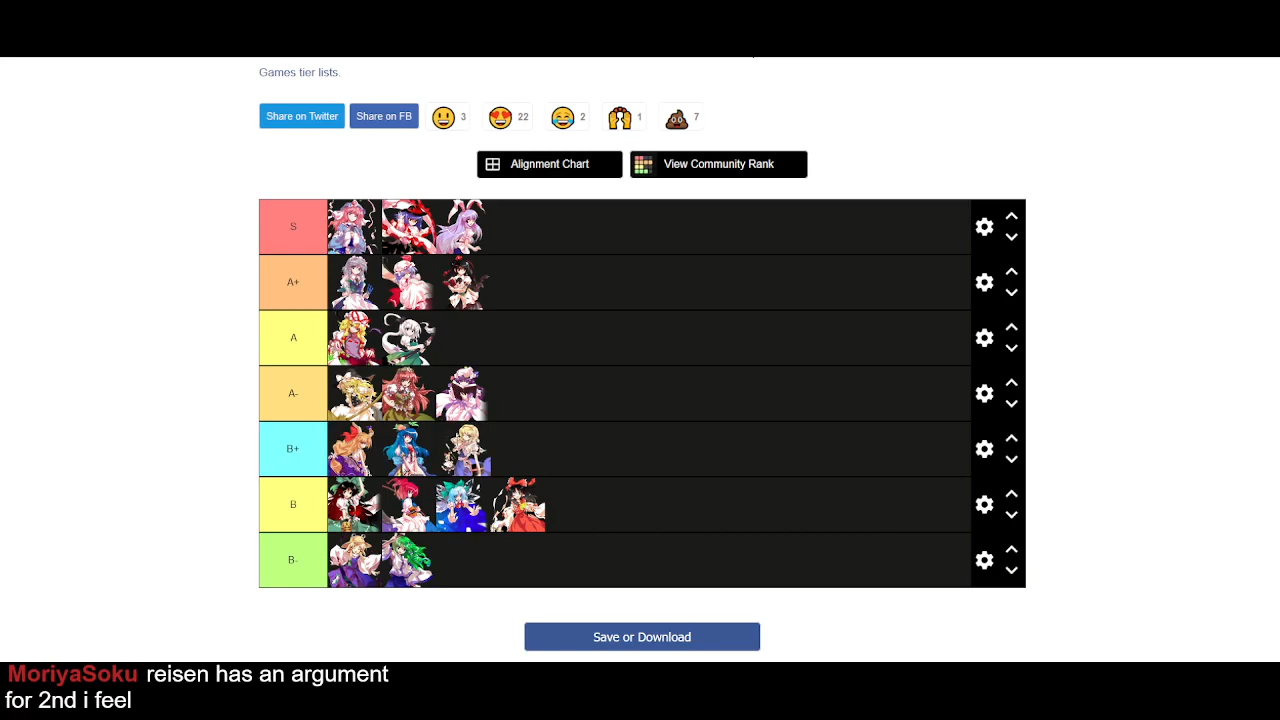 Games tier lists.
Share on Twitter Share on FB 3 22 2 1 7
Alignment Chart View Community Rank
S
A+
A
A-
B+
B
B-
Save or Download
MoriyaSoku reisen has an argument
for 2nd i feel